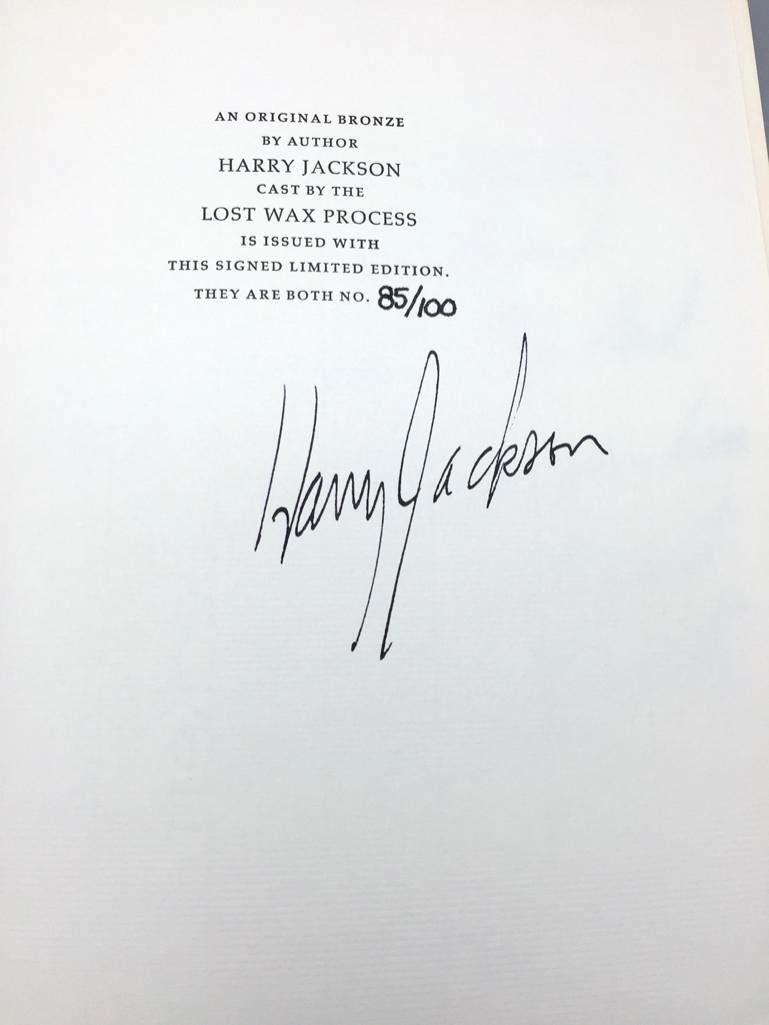 AN ORIGINAL BRONZE
BY AUTHOR
HARRY JACKSON
CAST BY THE
LOST WAX PROCESS
IS ISSUED WITH
THIS SIGNED LIMITED EDITION.
THEY ARE BOTH NO. 85/100
Harry Jackson